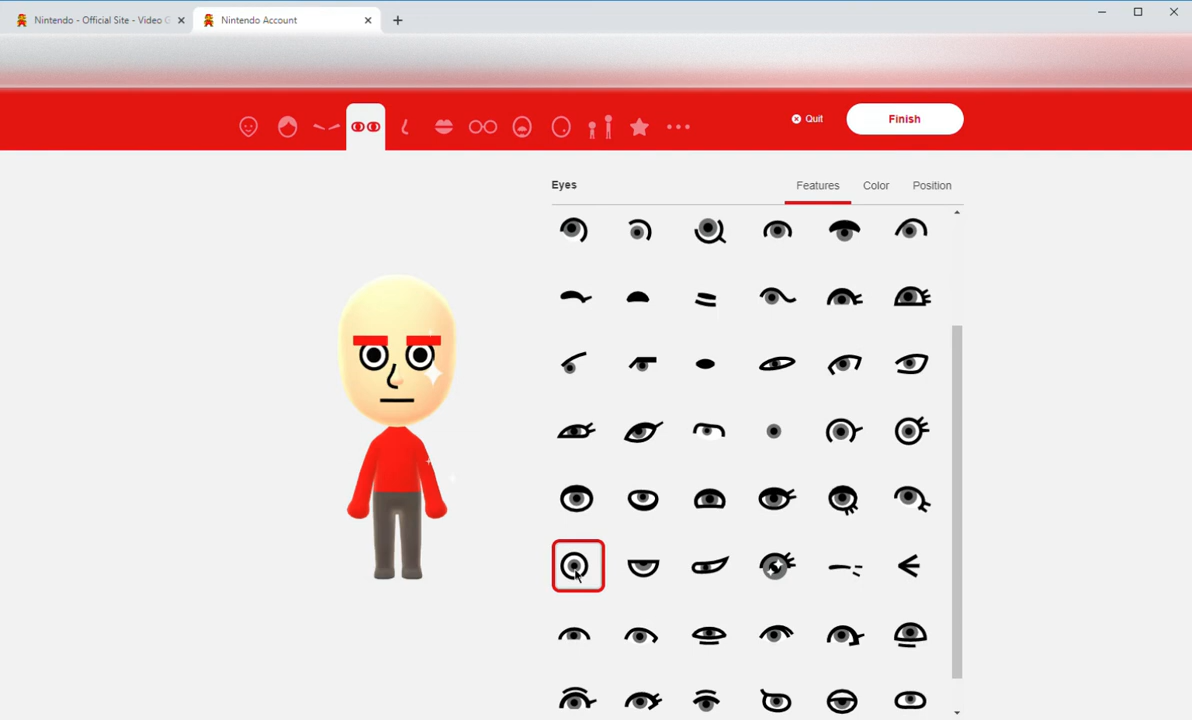 Nintendo - Official Site - Video G
Nintendo Account
Quit
Finish
Eyes
Features
Color
Position